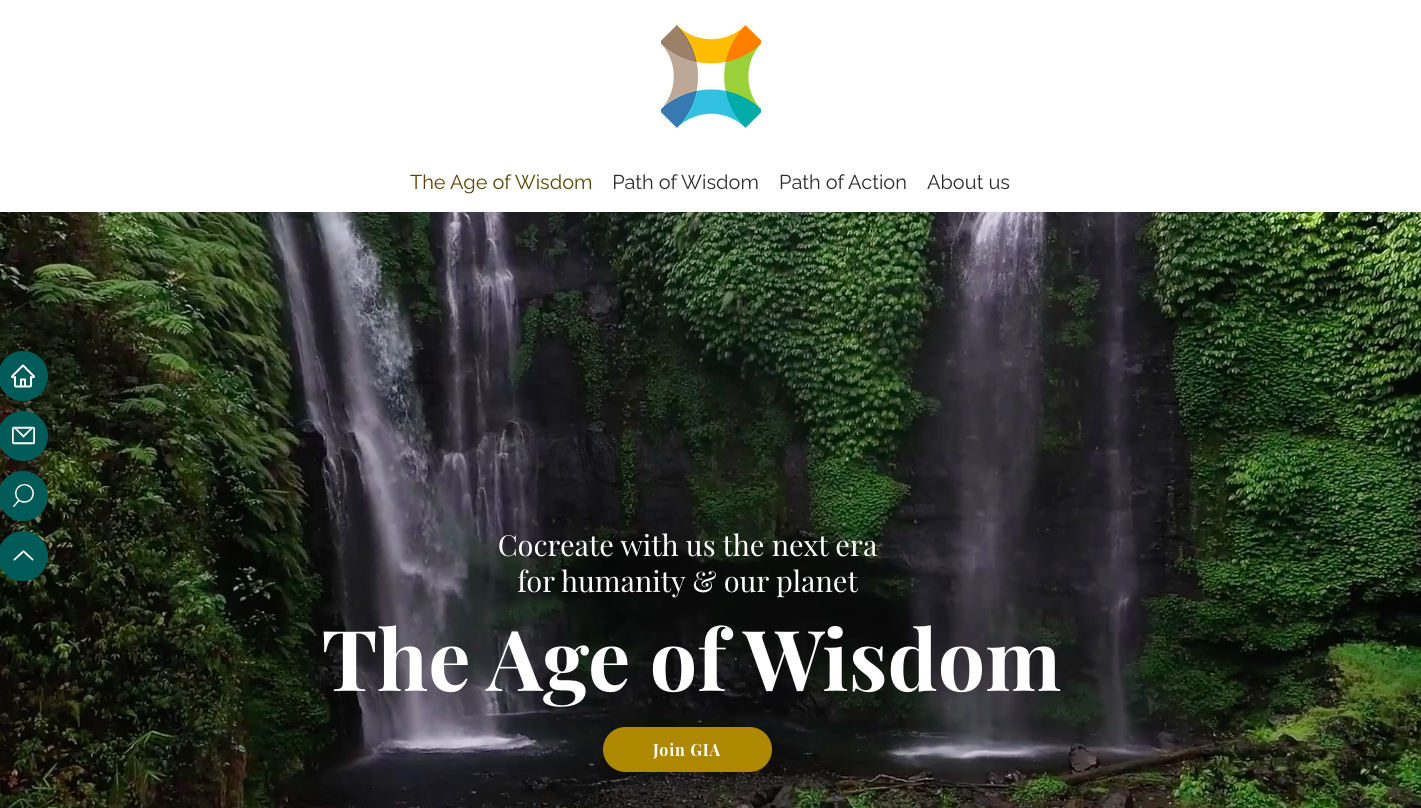 The Age of Wisdom Path of Wisdom Path of Action About us
Cocreate with us the next era
for humanity & our planet
The Age of Wisdom
Join GIA